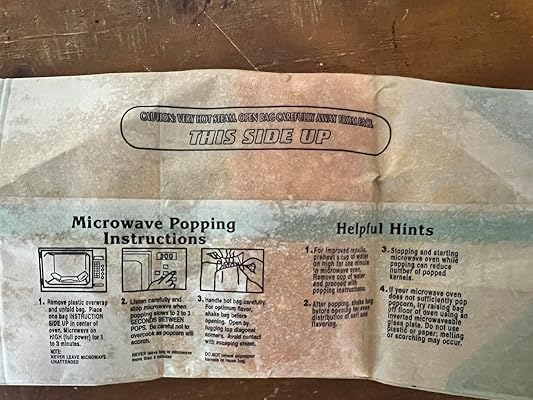 CAUTION: VERY HOT STEAM. OPEN BAG CAREFULLY AWAY FROM FACE.
THIS SIDE UP
Microwave Popping
Instructions
1. Remove plastic overwrap
and unfold bag. Place
one bag INSTRUCTION
SIDE UP in center of
oven. Microwave on
HIGH (full power) for 1
to 3 minutes.
NOTE:
NEVER LEAVE MICROWAVE
UNATTENDED
2. Listen carefully and
stop microwave when
popping slows to 2 to 3
SECONDS BETWEEN
POPS. Be careful not to
overcook as popcorn will
scorch.
NEVER leave bag in microwave
more than 5 minutes
3. Handle hot bag carefully.
For optimum flavor,
shake bag before
opening. Open by
tugging top diagonal
corners. Avoid contact
with escaping steam.
DO NOT reheat unpopped
kernels or reuse bag.
Helpful Hints
1. For improved results,
preheat a cup of water
on high for one minute
in microwave oven.
Remove cup of water
and proceed with
popping instructions.
2. After popping, shake bag
before opening for even
distribution of salt and
flavoring.
3. Stopping and starting
microwave oven while
popping can reduce
number of popped
kernels.
4. If your microwave oven
does not sufficiently pop
popcorn, try raising bag
off floor of oven using an
inverted microwaveable
glass plate. Do not use
plastic or paper; melting
or scorching may occur.